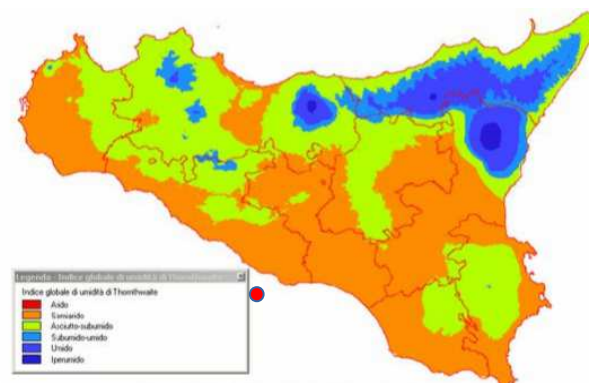 Legenda - Indice globale di umidità di Thornthwaite
Indice globale di umidità di Thornthwaite
Arido
Semiarido
Asciutto-subumido
Subumido-umido
Umido
Iperumido